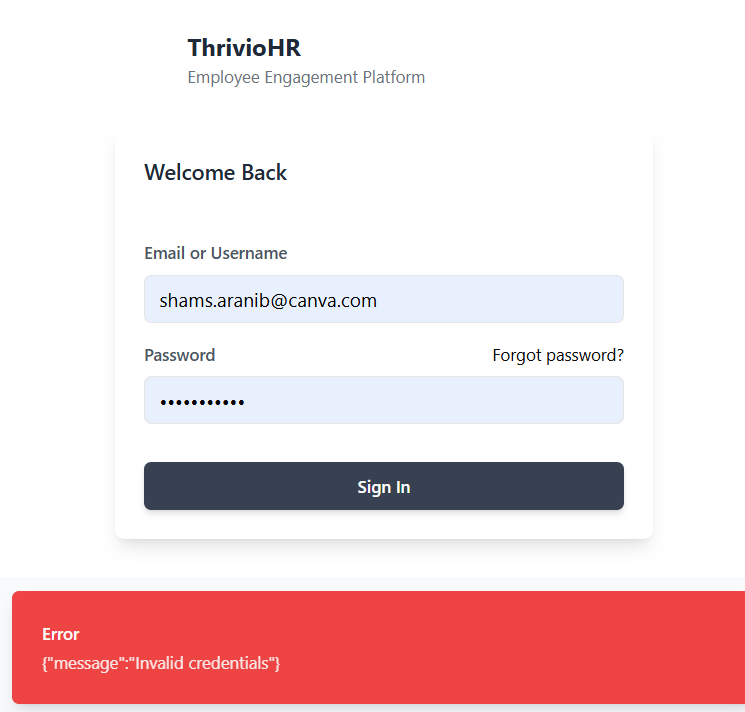 ThrivioHR
Employee Engagement Platform
Welcome Back
Email or Username
shams.aranib@canva.com
Password
Forgot password?
•••••••••••
Sign In
Error
{"message":"Invalid credentials"}